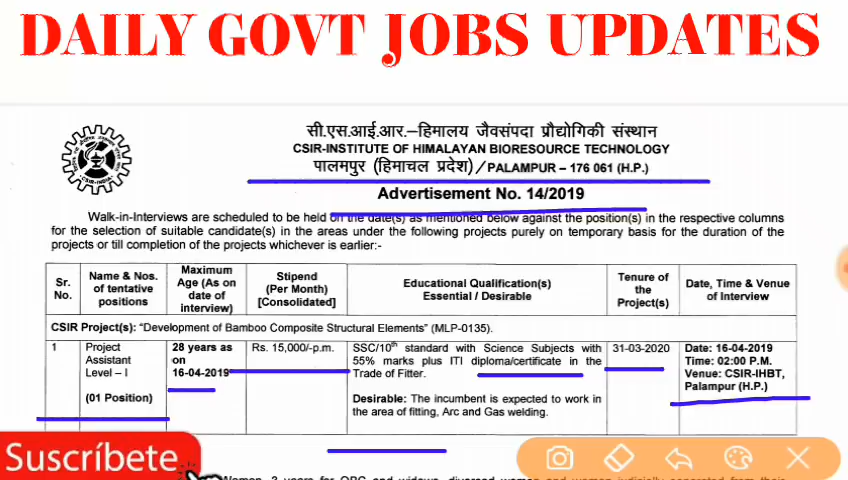 DAILY GOVT JOBS UPDATES
सी.एस.आई.आर.–हिमालय जैवसंपदा प्रौद्योगिकी संस्थान
CSIR-INSTITUTE OF HIMALAYAN BIORESOURCE TECHNOLOGY
पालमपुर (हिमाचल प्रदेश)/PALAMPUR – 176 061 (H.P.)
CSIR-INDIA
Advertisement No. 14/2019
Walk-in-Interviews are scheduled to be held on the date(s) as mentioned below against the position(s) in the respective columns
for the selection of suitable candidate(s) in the areas under the following projects purely on temporary basis for the duration of the
projects or till completion of the projects whichever is earlier:-
Sr. No.
Name & Nos. of tentative positions
Maximum Age (As on date of interview)
Stipend (Per Month) [Consolidated]
Educational Qualification(s) Essential / Desirable
Tenure of the Project(s)
Date, Time & Venue of Interview
CSIR Project(s): “Development of Bamboo Composite Structural Elements” (MLP-0135).
1
Project
Assistant
Level – I
(01 Position)
28 years as
on
16-04-2019
Rs. 15,000/-p.m.
SSC/10th standard with Science Subjects with
55% marks plus ITI diploma/certificate in the
Trade of Fitter.
Desirable: The incumbent is expected to work in
the area of fitting, Arc and Gas welding.
31-03-2020
Date: 16-04-2019
Time: 02:00 P.M.
Venue: CSIR-IHBT,
Palampur (H.P.)
Suscríbete